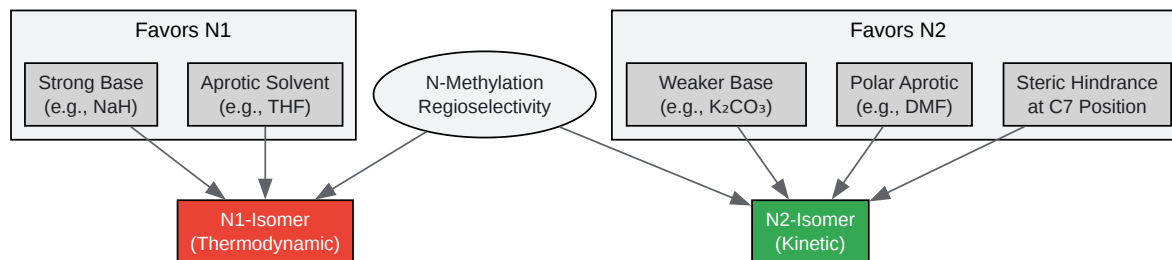 Favors N1
Favors N2
Strong Base
(e.g., NaH)
Aprotic Solvent
(e.g., THF)
N-Methylation
Regioselectivity
Weaker Base
(e.g., K₂CO₃)
Polar Aprotic
(e.g., DMF)
Steric Hindrance
at C7 Position
N1-Isomer
(Thermodynamic)
N2-Isomer
(Kinetic)